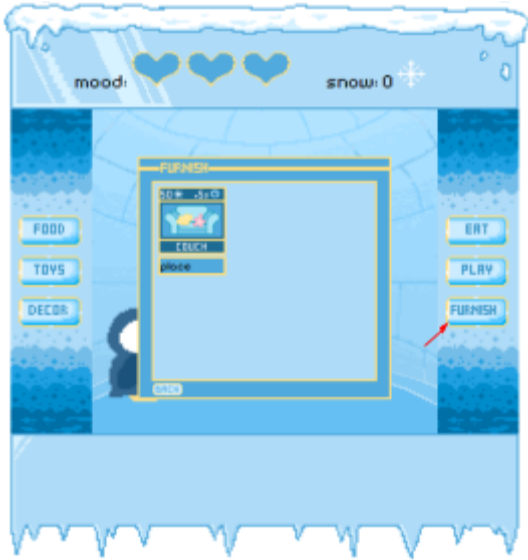 mood:
snow: 0
FURNISH
COUCH
place
FOOD
TOYS
DECOR
EAT
PLAY
FURNISH
BACK